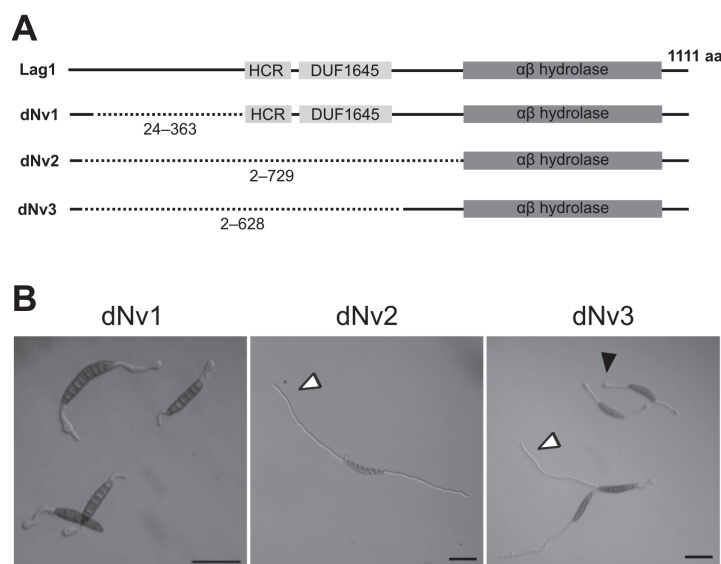 A
1111 aa
Lag1 HCR DUF1645 αβ hydrolase
dNv1 HCR DUF1645 αβ hydrolase
24–363
dNv2 αβ hydrolase
2–729
dNv3 αβ hydrolase
2–628
B
dNv1 dNv2 dNv3